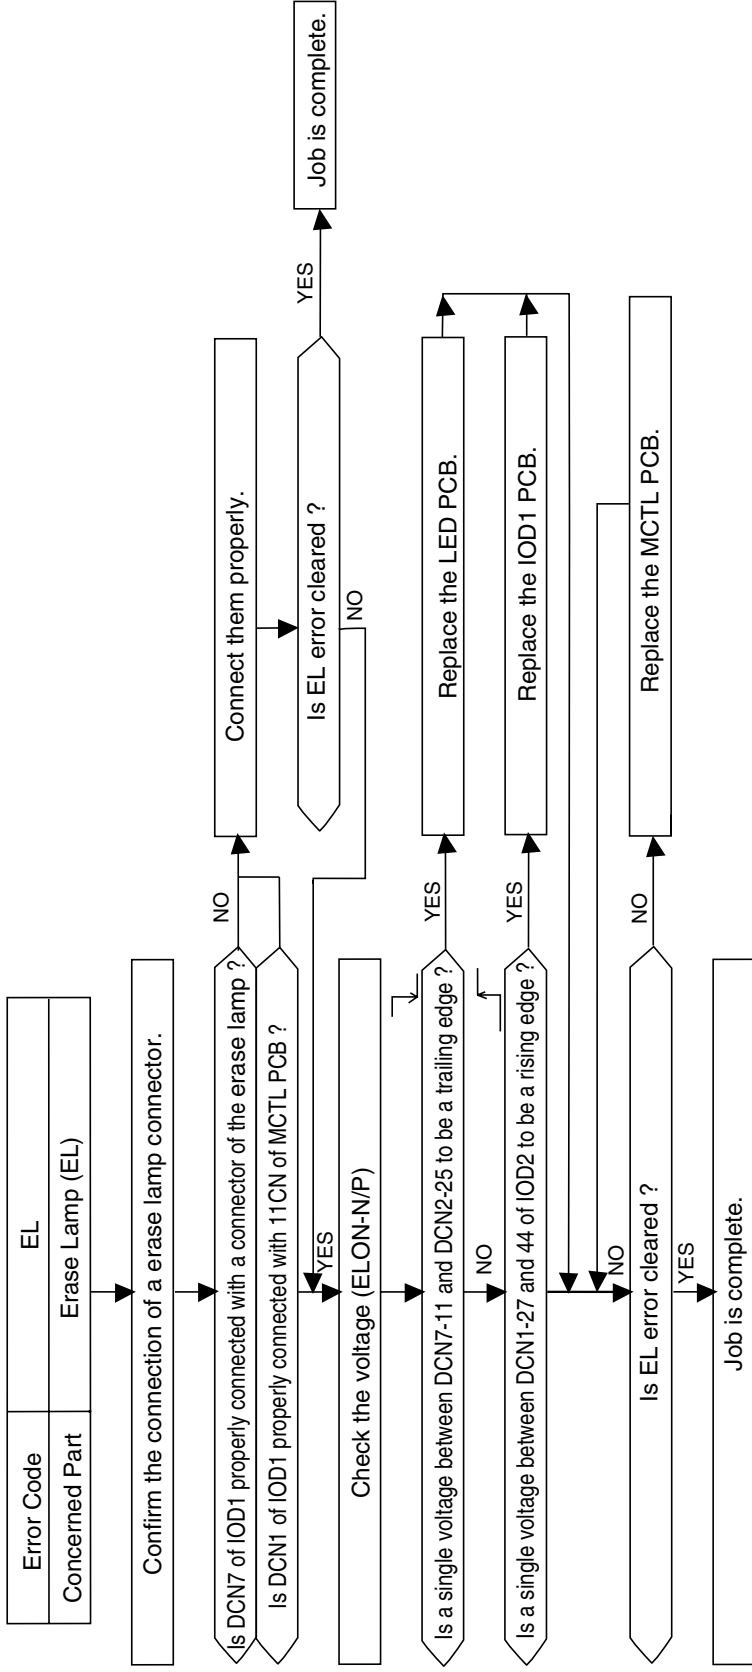 Error Code
EL
Concerned Part
Erase Lamp (EL)
Confirm the connection of a erase lamp connector.
Is DCN7 of IOD1 properly connected with a connector of the erase lamp ?
NO
Connect them properly.
Is DCN1 of IOD1 properly connected with 11CN of MCTL PCB ?
Is EL error cleared ?
YES
Job is complete.
NO
YES
Check the voltage (ELON-N/P)
Is a single voltage between DCN7-11 and DCN2-25 to be a trailing edge ?
YES
Replace the LED PCB.
NO
Is a single voltage between DCN1-27 and 44 of IOD2 to be a rising edge ?
YES
Replace the IOD1 PCB.
NO
Is EL error cleared ?
NO
Replace the MCTL PCB.
YES
Job is complete.